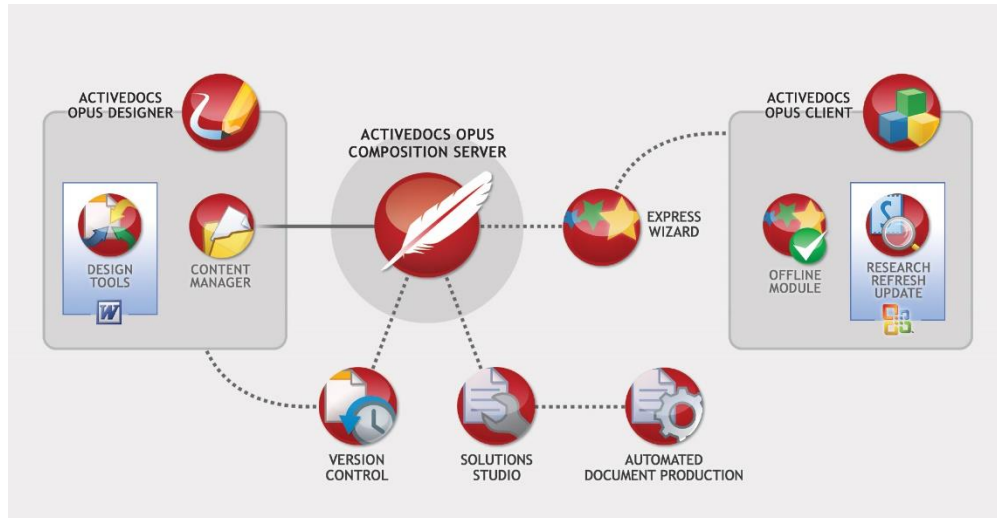 ACTIVEDOCS
OPUS DESIGNER
DESIGN
TOOLS
W
CONTENT
MANAGER
ACTIVEDOCS OPUS
COMPOSITION SERVER
EXPRESS
WIZARD
ACTIVEDOCS
OPUS CLIENT
OFFLINE
MODULE
RESEARCH
REFRESH
UPDATE
VERSION
CONTROL
SOLUTIONS
STUDIO
AUTOMATED
DOCUMENT PRODUCTION